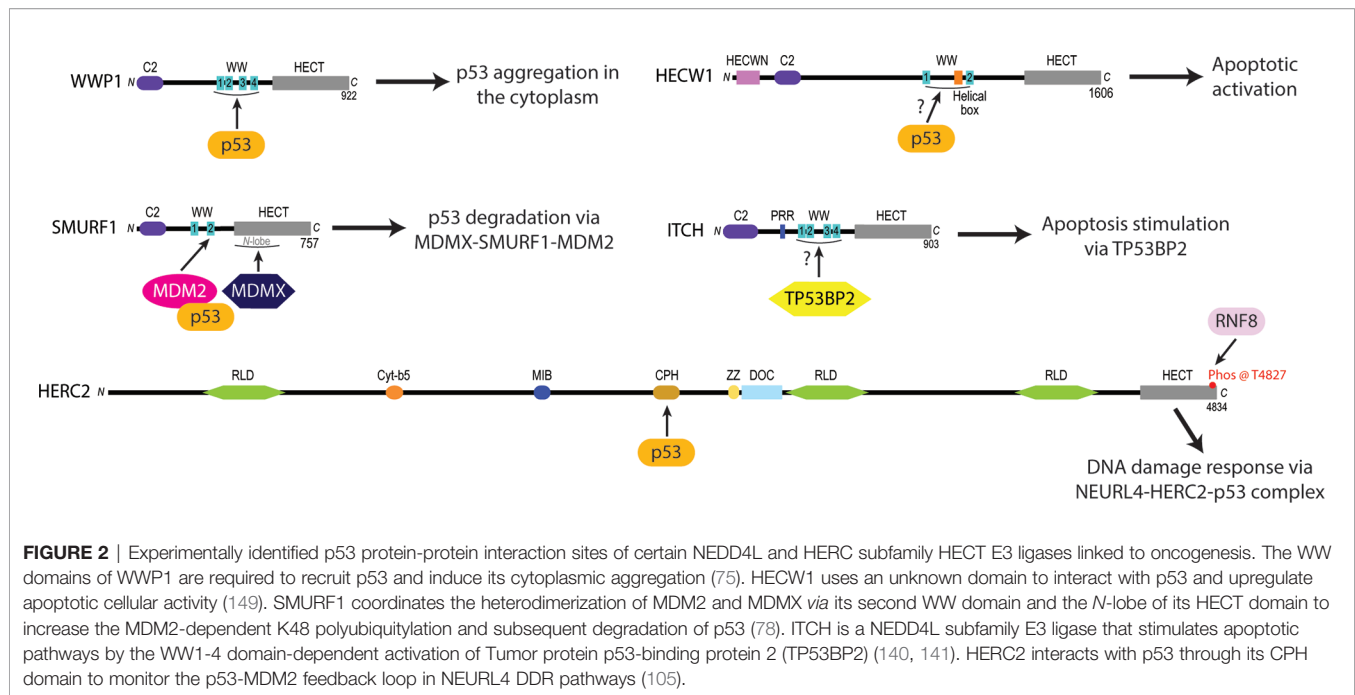 C2 WW HECT
WWP1 N 1 2 3 4 C
922
p53
p53 aggregation in
the cytoplasm
HECWN C2 WW HECT
HECW1 N 1 2 C
1606
Helical
box
?
p53
Apoptotic
activation
C2 WW HECT
SMURF1 N 1 2 C
757
N-lobe
MDM2 MDMX
p53
p53 degradation via
MDMX-SMURF1-MDM2
C2 PRR WW HECT
ITCH N 1 2 3 4 C
903
?
TP53BP2
Apoptosis stimulation
via TP53BP2
RNF8
RLD Cyt-b5 MIB CPH ZZ DOC RLD RLD HECT Phos @ T4827
HERC2 N C
4834
p53
DNA damage response via
NEURL4-HERC2-p53 complex
FIGURE 2 | Experimentally identified p53 protein-protein interaction sites of certain NEDD4L and HERC subfamily HECT E3 ligases linked to oncogenesis. The WW
domains of WWP1 are required to recruit p53 and induce its cytoplasmic aggregation (75). HECW1 uses an unknown domain to interact with p53 and upregulate
apoptotic cellular activity (149). SMURF1 coordinates the heterodimerization of MDM2 and MDMX via its second WW domain and the N-lobe of its HECT domain to
increase the MDM2-dependent K48 polyubiquitylation and subsequent degradation of p53 (78). ITCH is a NEDD4L subfamily E3 ligase that stimulates apoptotic
pathways by the WW1-4 domain-dependent activation of Tumor protein p53-binding protein 2 (TP53BP2) (140, 141). HERC2 interacts with p53 through its CPH
domain to monitor the p53-MDM2 feedback loop in NEURL4 DDR pathways (105).